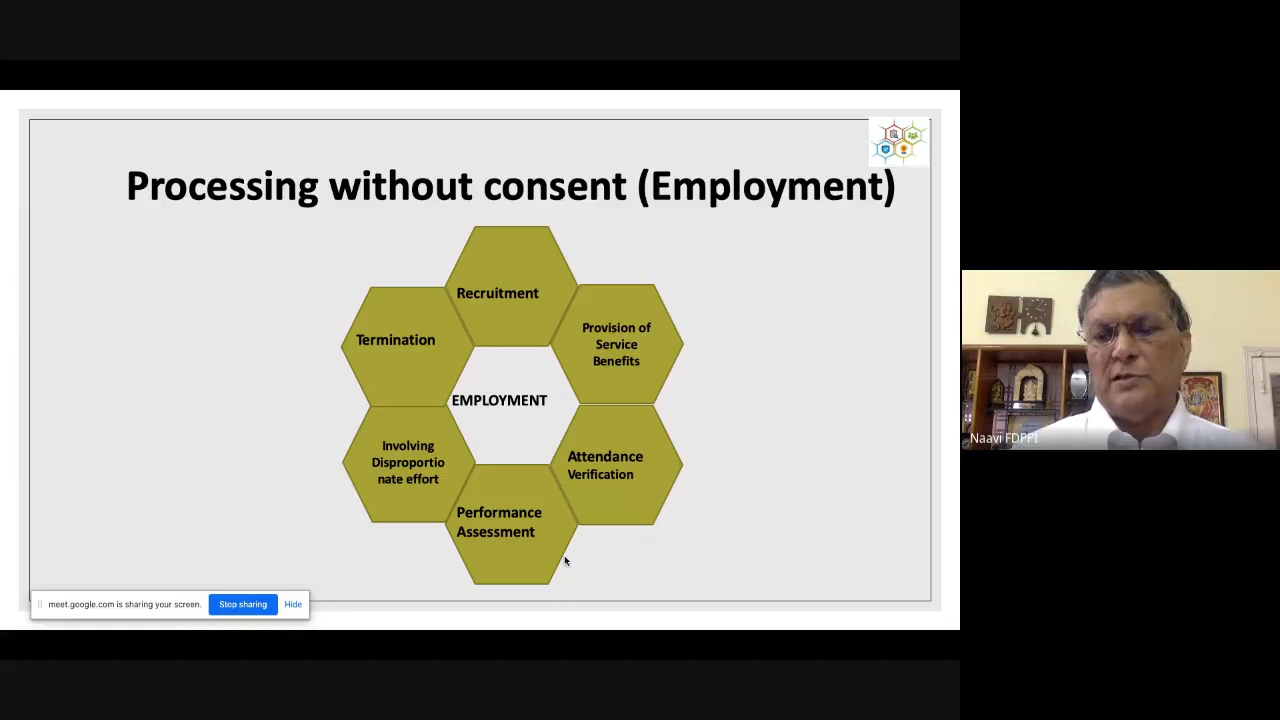 Processing without consent (Employment)
Recruitment
Termination
Provision of
Service
Benefits
EMPLOYMENT
Involving
Disproportio
nate effort
Attendance
Verification
Performance
Assessment
meet.google.com is sharing your screen.
Stop sharing
Hide
Naavi FDPPI